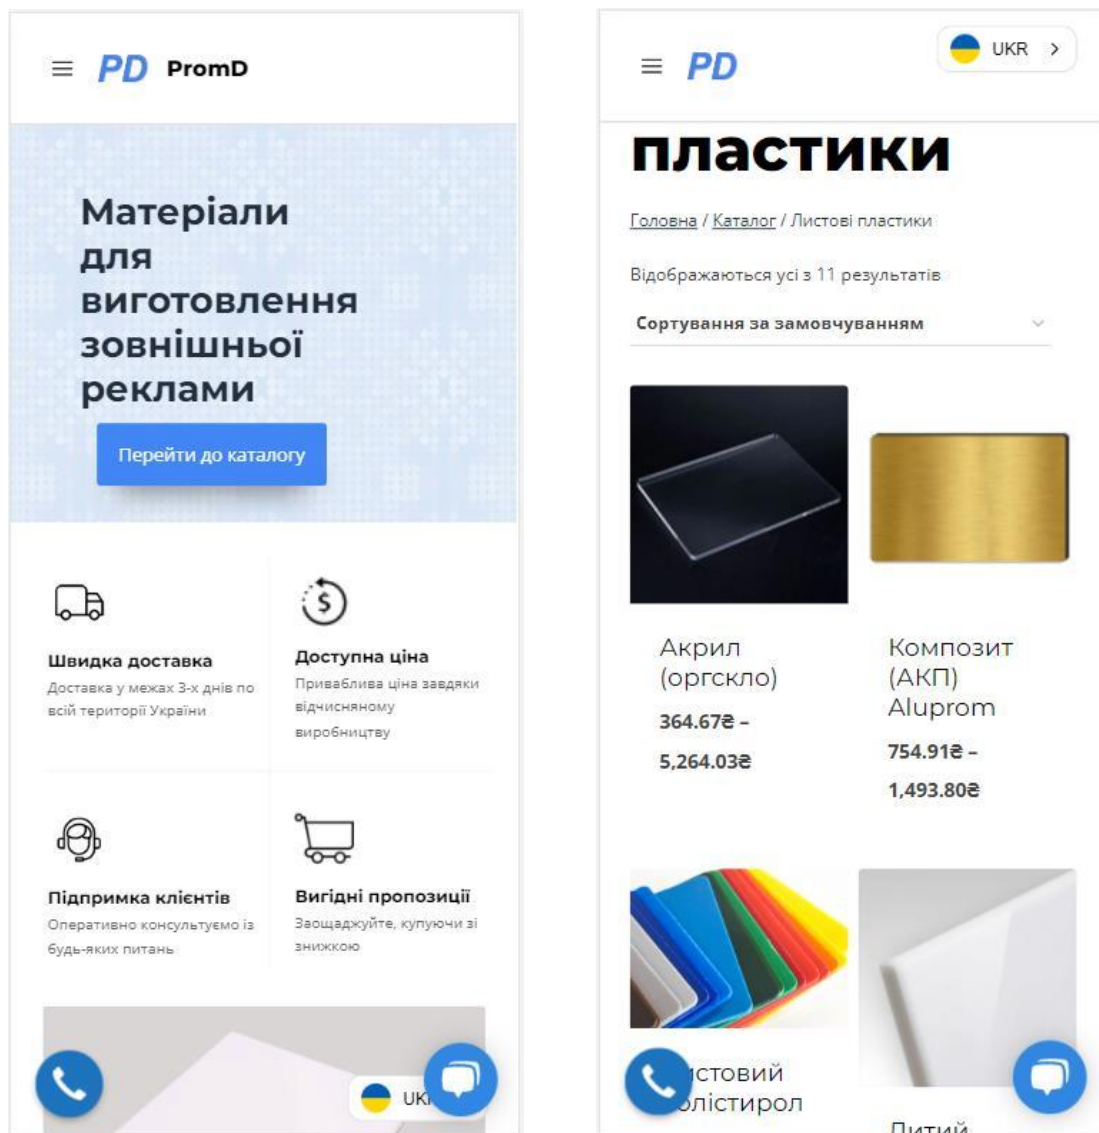 PD PromD
Матеріали
для
виготовлення
зовнішньої
реклами
Перейти до каталогу
Швидка доставка
Доставка у межах 3-х днів по
всій території України
Доступна ціна
Приваблива ціна завдяки
відчисняному
виробництву
Підпримка клієнтів
Оперативно консультуємо із
будь-яких питань
Вигідні пропозиції
Заощаджуйте, купуючи зі
знижкою
PD
UKR
пластики
Головна / Каталог / Листові пластики
Відображаються усі з 11 результатів
Сортування за замовчуванням
Акрил
(оргскло)
364.67₴ –
5,264.03₴
Композит
(АКП)
Aluprom
754.91₴ –
1,493.80₴